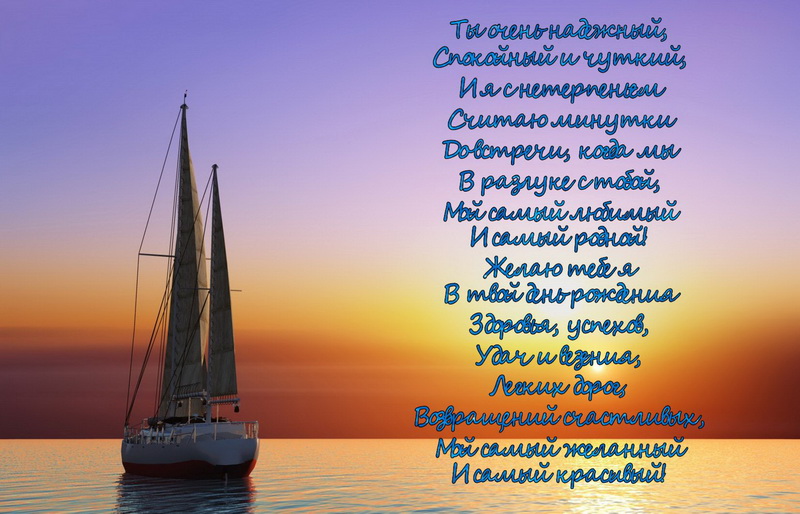 Ты очень надежный,
Спокойный и чуткий,
И я с нетерпеньем
Считаю минутки
До встречи, когда мы
В разлуке с тобой,
Мой самый любимый
И самый родной!
Желаю тебе я
В твой день рождения
Здоровья, успехов,
Удач и везения,
Легких дорог,
Возвращений счастливых,
Мой самый желанный
И самый красивый!